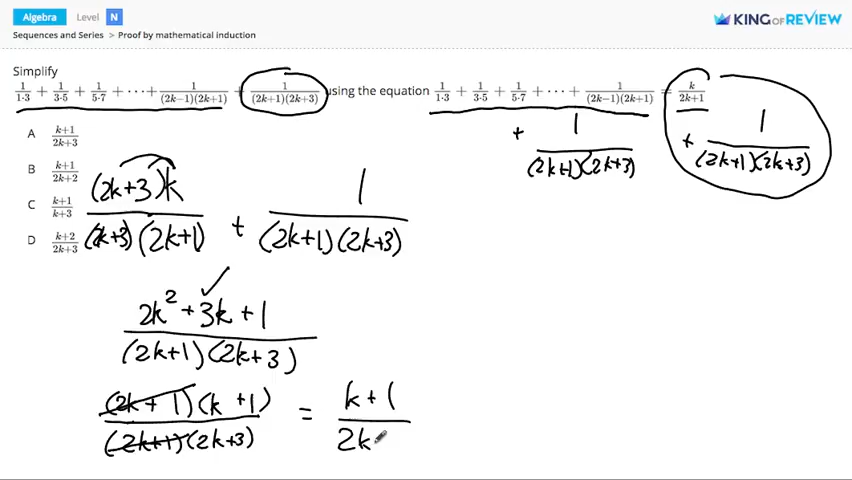 Algebra Level N KING OF REVIEW
Sequences and Series > Proof by mathematical induction
Simplify
1/(1·3) + 1/(3·5) + 1/(5·7) + ··· + 1/((2k−1)(2k+1)) + 1/((2k+1)(2k+3)) using the equation 1/(1·3) + 1/(3·5) + 1/(5·7) + ··· + 1/((2k−1)(2k+1)) = k/(2k+1)
+ 1/((2k+1)(2k+3)) + 1/((2k+1)(2k+3))
A (k+1)/(2k+3)
B (k+1)/(2k+2)
C (k+1)/(k+3)
D (k+2)/(2k+3)
(2k+3)k/((2k+3)(2k+1)) + 1/((2k+1)(2k+3))
(2k² + 3k + 1)/((2k+1)(2k+3))
(2k+1)(k+1)/((2k+1)(2k+3)) = (k+1)/(2k